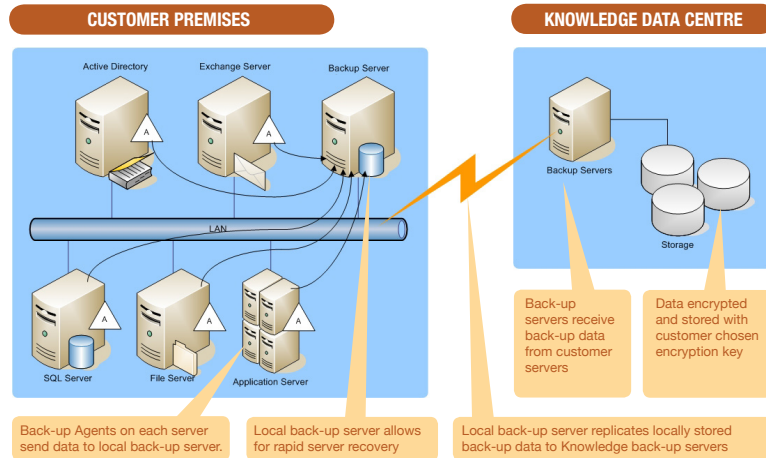 CUSTOMER PREMISES
KNOWLEDGE DATA CENTRE
Active Directory
Exchange Server
Backup Server
A
A
Backup Servers
Storage
LAN
A
A
A
SQL Server
File Server
Application Server
Back-up
servers receive
back-up data
from customer
servers
Data encrypted
and stored with
customer chosen
encryption key
Back-up Agents on each server
send data to local back-up server.
Local back-up server allows
for rapid server recovery
Local back-up server replicates locally stored
back-up data to Knowledge back-up servers